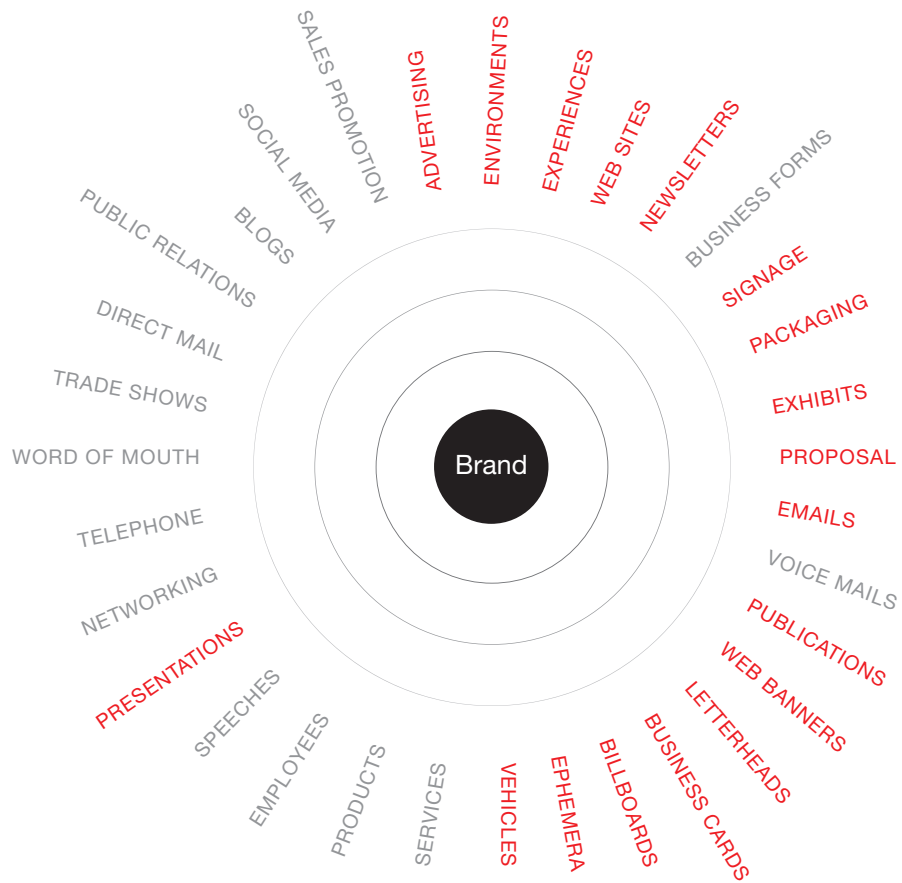 SALES PROMOTION
ADVERTISING
ENVIRONMENTS
EXPERIENCES
WEB SITES
NEWSLETTERS
BUSINESS FORMS
SIGNAGE
PACKAGING
EXHIBITS
PROPOSAL
EMAILS
VOICE MAILS
PUBLICATIONS
WEB BANNERS
LETTERHEADS
BUSINESS CARDS
BILLBOARDS
EPHEMERA
VEHICLES
SERVICES
PRODUCTS
EMPLOYEES
SPEECHES
PRESENTATIONS
NETWORKING
TELEPHONE
WORD OF MOUTH
TRADE SHOWS
DIRECT MAIL
PUBLIC RELATIONS
BLOGS
SOCIAL MEDIA
Brand